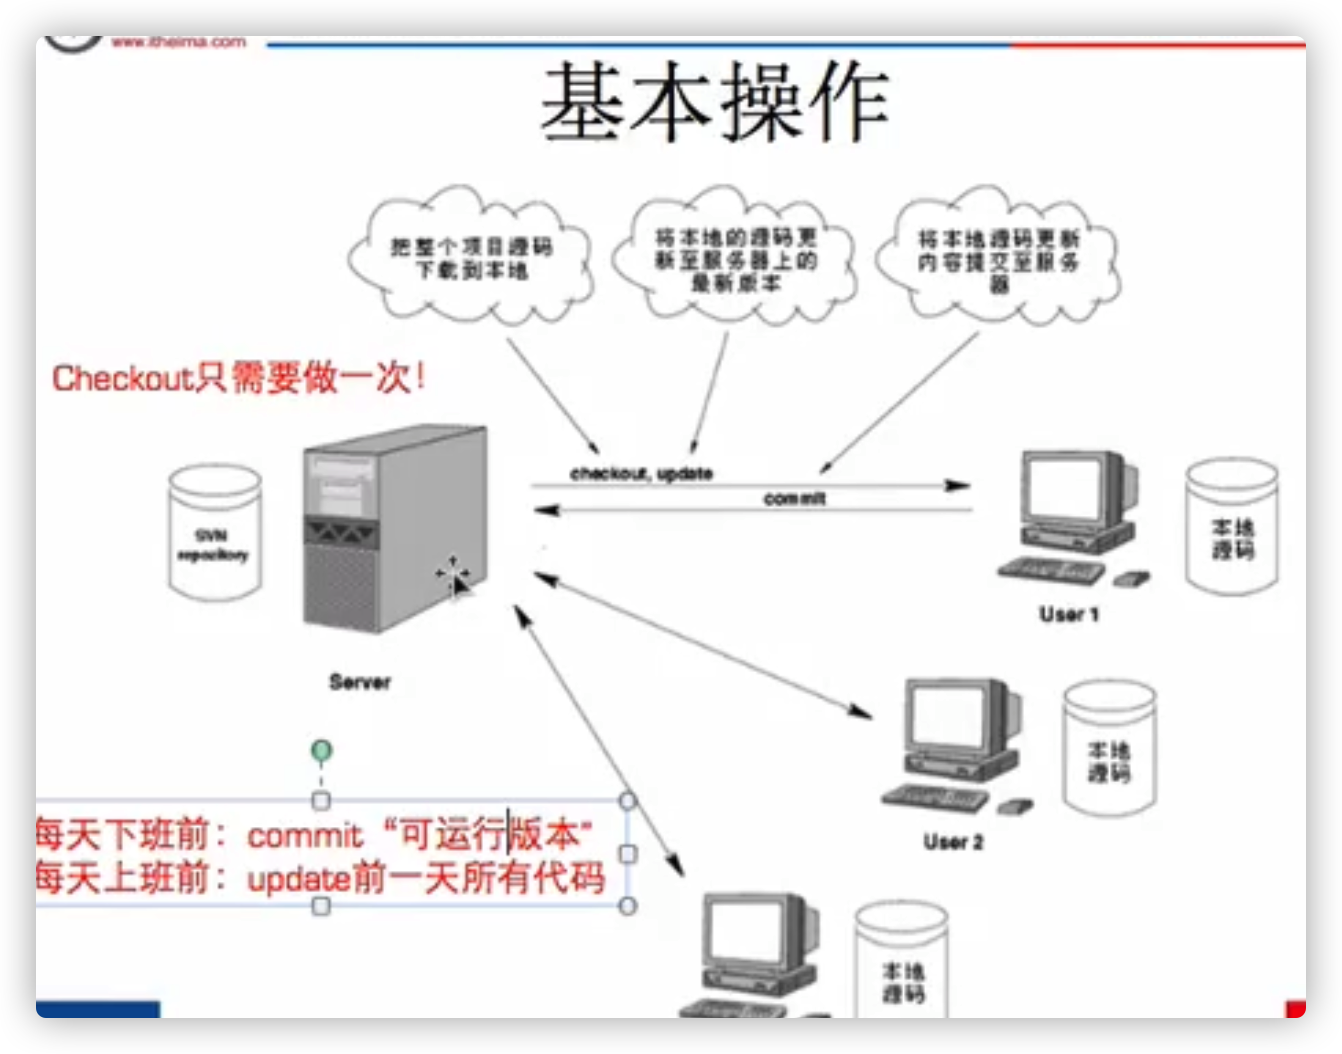 www.itheima.com
基本操作
把整个项目源码
下载到本地
将本地的源码更
新至服务器上的
最新版本
将本地源码更新
内容提交至服务
器
Checkout只需要做一次！
checkout, update
commit
SVN
repository
本地
源码
User 1
Server
本地
源码
User 2
每天下班前：commit“可运行版本”
每天上班前：update前一天所有代码
本地
源码